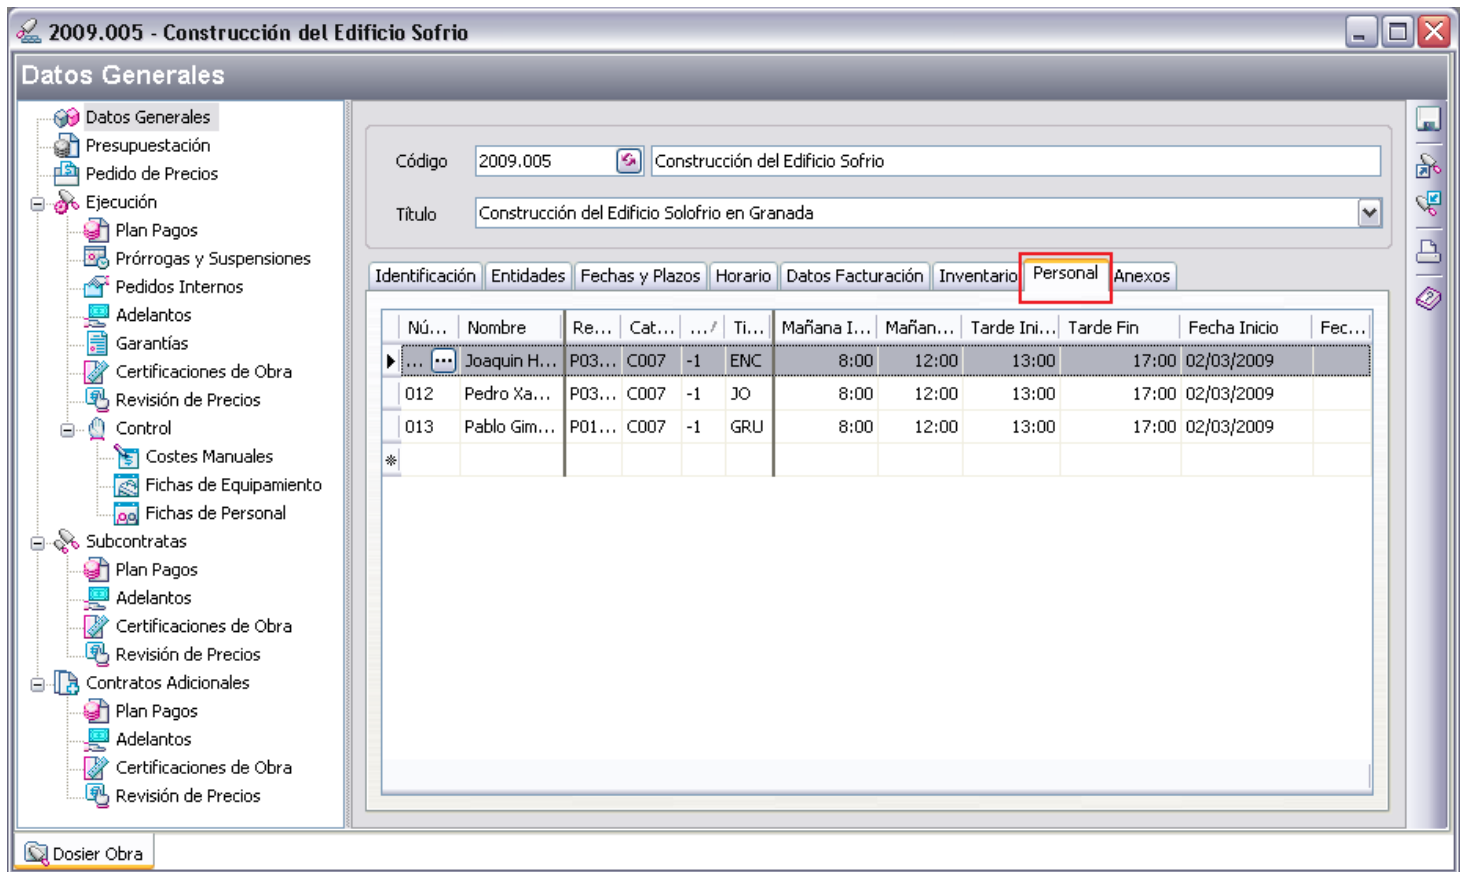 2009.005 - Construcción del Edificio Sofrio
Datos Generales
Datos Generales
Presupuestación
Pedido de Precios
Ejecución
Plan Pagos
Prórrogas y Suspensiones
Pedidos Internos
Adelantos
Garantías
Certificaciones de Obra
Revisión de Precios
Control
Costes Manuales
Fichas de Equipamiento
Fichas de Personal
Subcontratas
Plan Pagos
Adelantos
Certificaciones de Obra
Revisión de Precios
Contratos Adicionales
Plan Pagos
Adelantos
Certificaciones de Obra
Revisión de Precios
Código 2009.005 Construcción del Edificio Sofrio
Título Construcción del Edificio Solofrio en Granada
Identificación Entidades Fechas y Plazos Horario Datos Facturación Inventario Personal Anexos
Nú... Nombre Re... Cat... .../ Ti... Mañana I... Mañan... Tarde Ini... Tarde Fin Fecha Inicio Fec...
... ... Joaquin H... P03... C007 -1 ENC 8:00 12:00 13:00 17:00 02/03/2009
012 Pedro Xa... P03... C007 -1 JO 8:00 12:00 13:00 17:00 02/03/2009
013 Pablo Gim... P01... C007 -1 GRU 8:00 12:00 13:00 17:00 02/03/2009
Dosier Obra